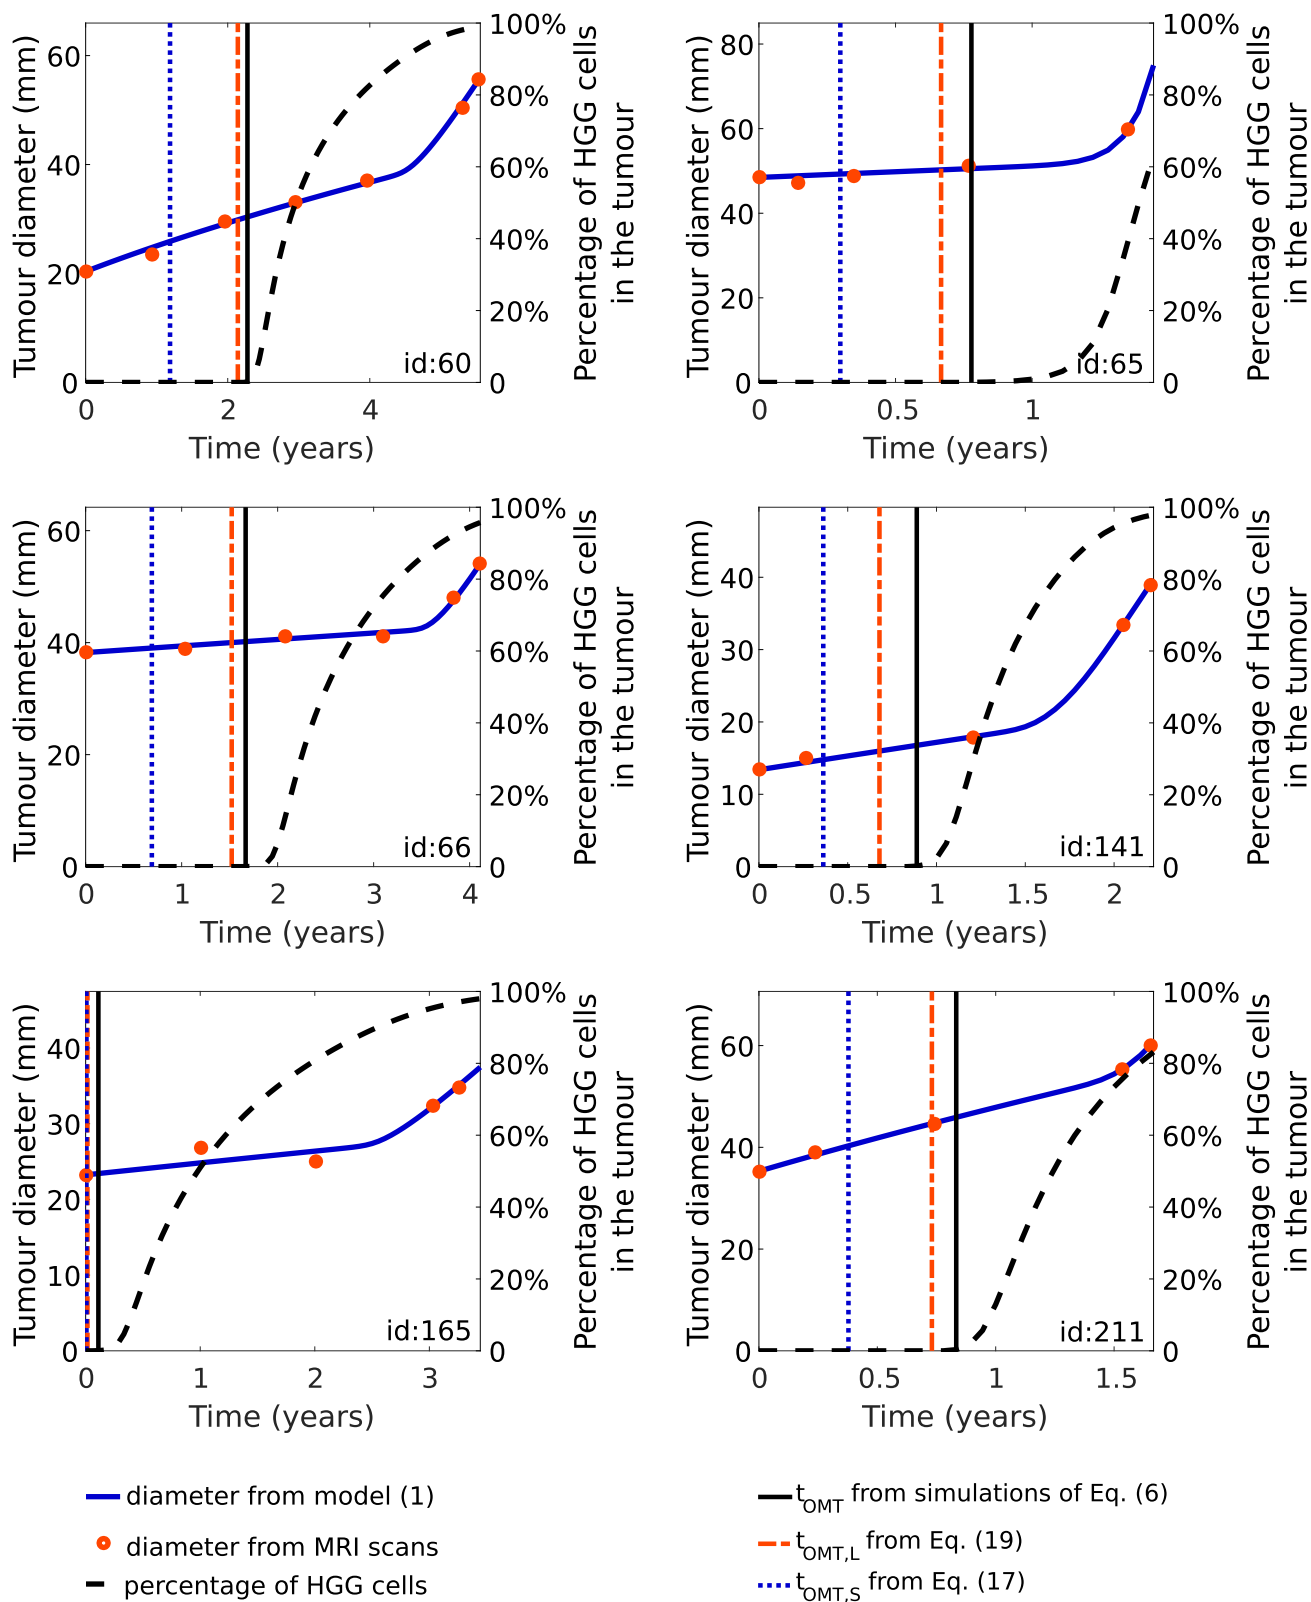 Tumour diameter (mm)
60
40
20
0
0
2
4
Time (years)
id:60
100%
80%
60%
40%
20%
0
Percentage of HGG cells
in the tumour
Tumour diameter (mm)
80
60
40
20
0
0
0.5
1
Time (years)
id:65
100%
80%
60%
40%
20%
0
Percentage of HGG cells
in the tumour
Tumour diameter (mm)
60
40
20
0
0
1
2
3
4
Time (years)
id:66
100%
80%
60%
40%
20%
0
Percentage of HGG cells
in the tumour
Tumour diameter (mm)
40
30
20
10
0
0
0.5
1
1.5
2
Time (years)
id:141
100%
80%
60%
40%
20%
0
Percentage of HGG cells
in the tumour
Tumour diameter (mm)
40
30
20
10
0
0
1
2
3
Time (years)
id:165
100%
80%
60%
40%
20%
0
Percentage of HGG cells
in the tumour
Tumour diameter (mm)
60
40
20
0
0
0.5
1
1.5
Time (years)
id:211
100%
80%
60%
40%
20%
0
Percentage of HGG cells
in the tumour
diameter from model (1)
diameter from MRI scans
percentage of HGG cells
tOMT from simulations of Eq. (6)
tOMT,L from Eq. (19)
tOMT,S from Eq. (17)